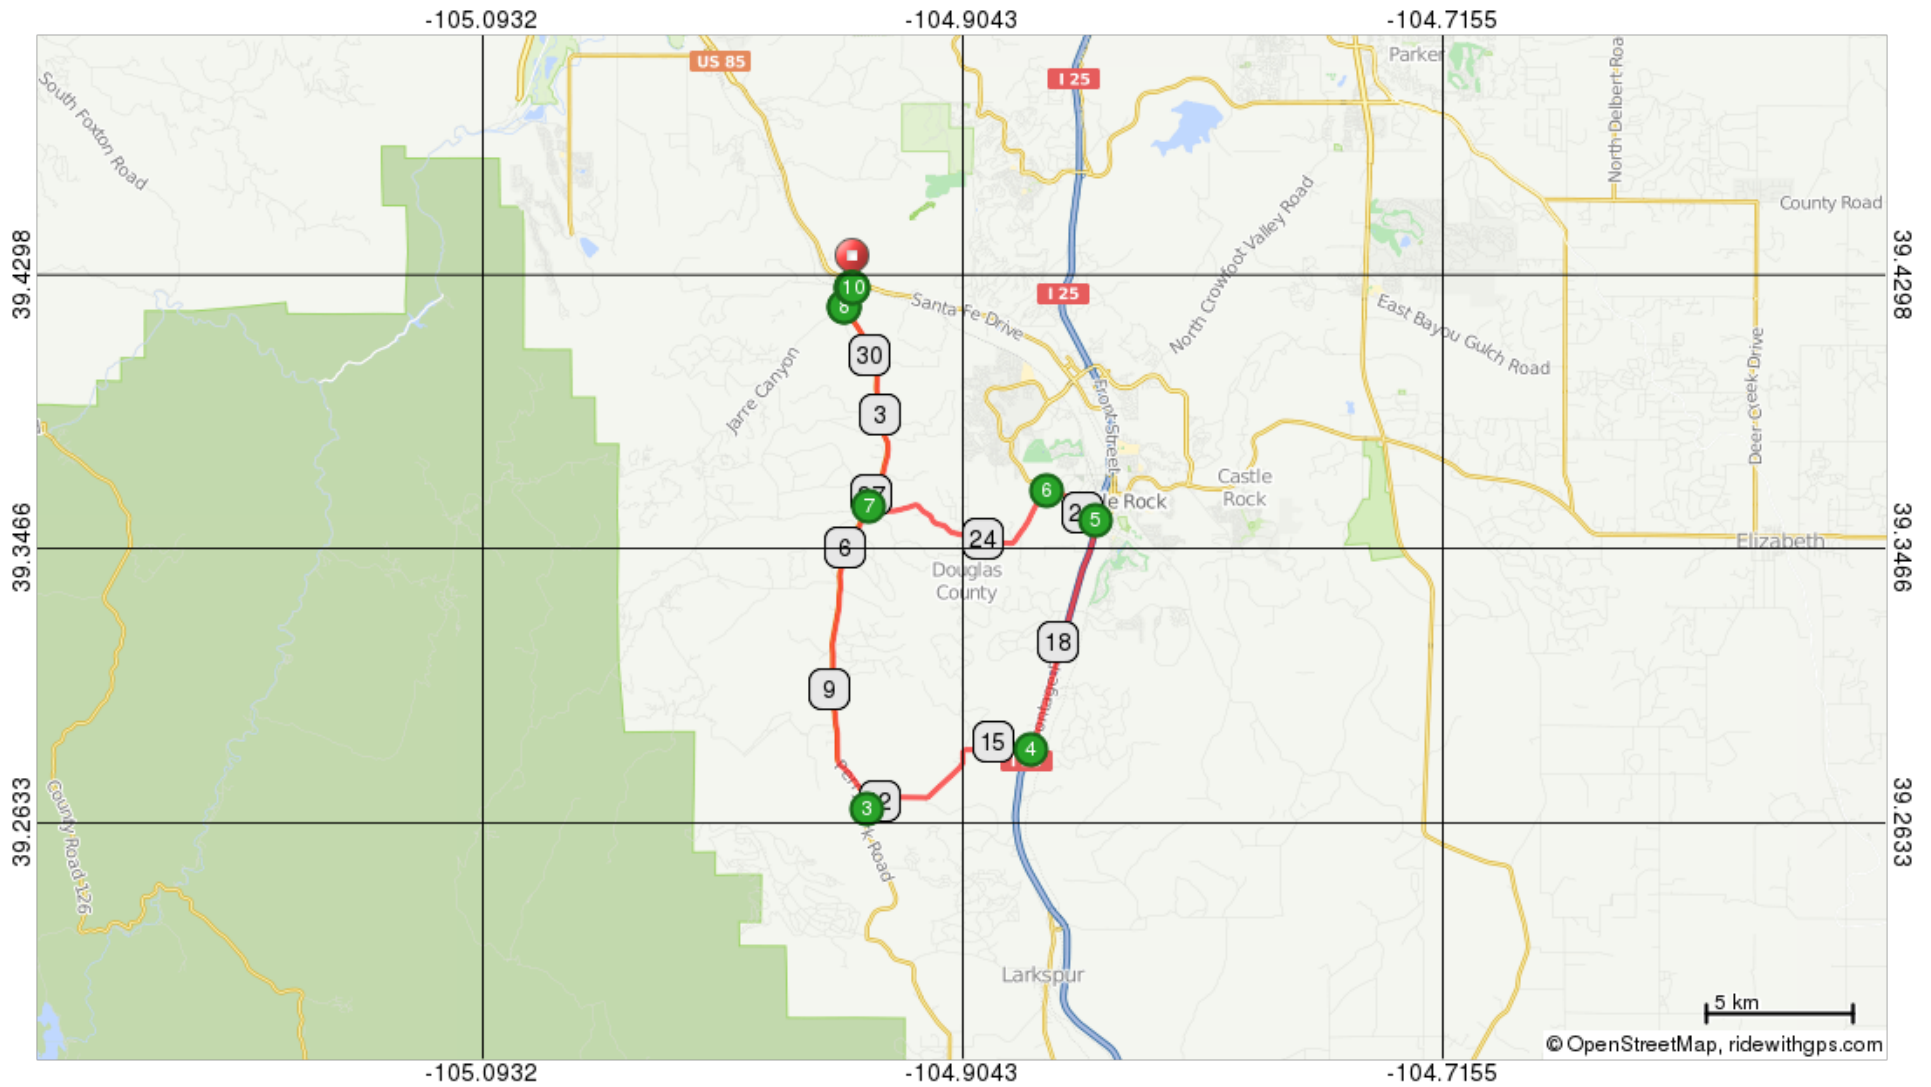 -105.0932
-104.9043
-104.7155
US 85
I 25
Parker
South Foxton Road
North Delbert Roa
County Road
39.4298
39.4298
10
8
I 25
Santa Fe Drive
North Crowfoot Valley Road
East Bayou Gulch Road
30
Jarre Canyon
Front Street
Deer Creek Drive
3
Castle
Rock
6
le Rock
7
5
39.3466
39.3466
6
24
Elizabeth
Douglas
County
18
9
15
4
3
39.2633
39.2633
County Road 126
k Road
Larkspur
5 km
© OpenStreetMap, ridewithgps.com
-105.0932
-104.9043
-104.7155